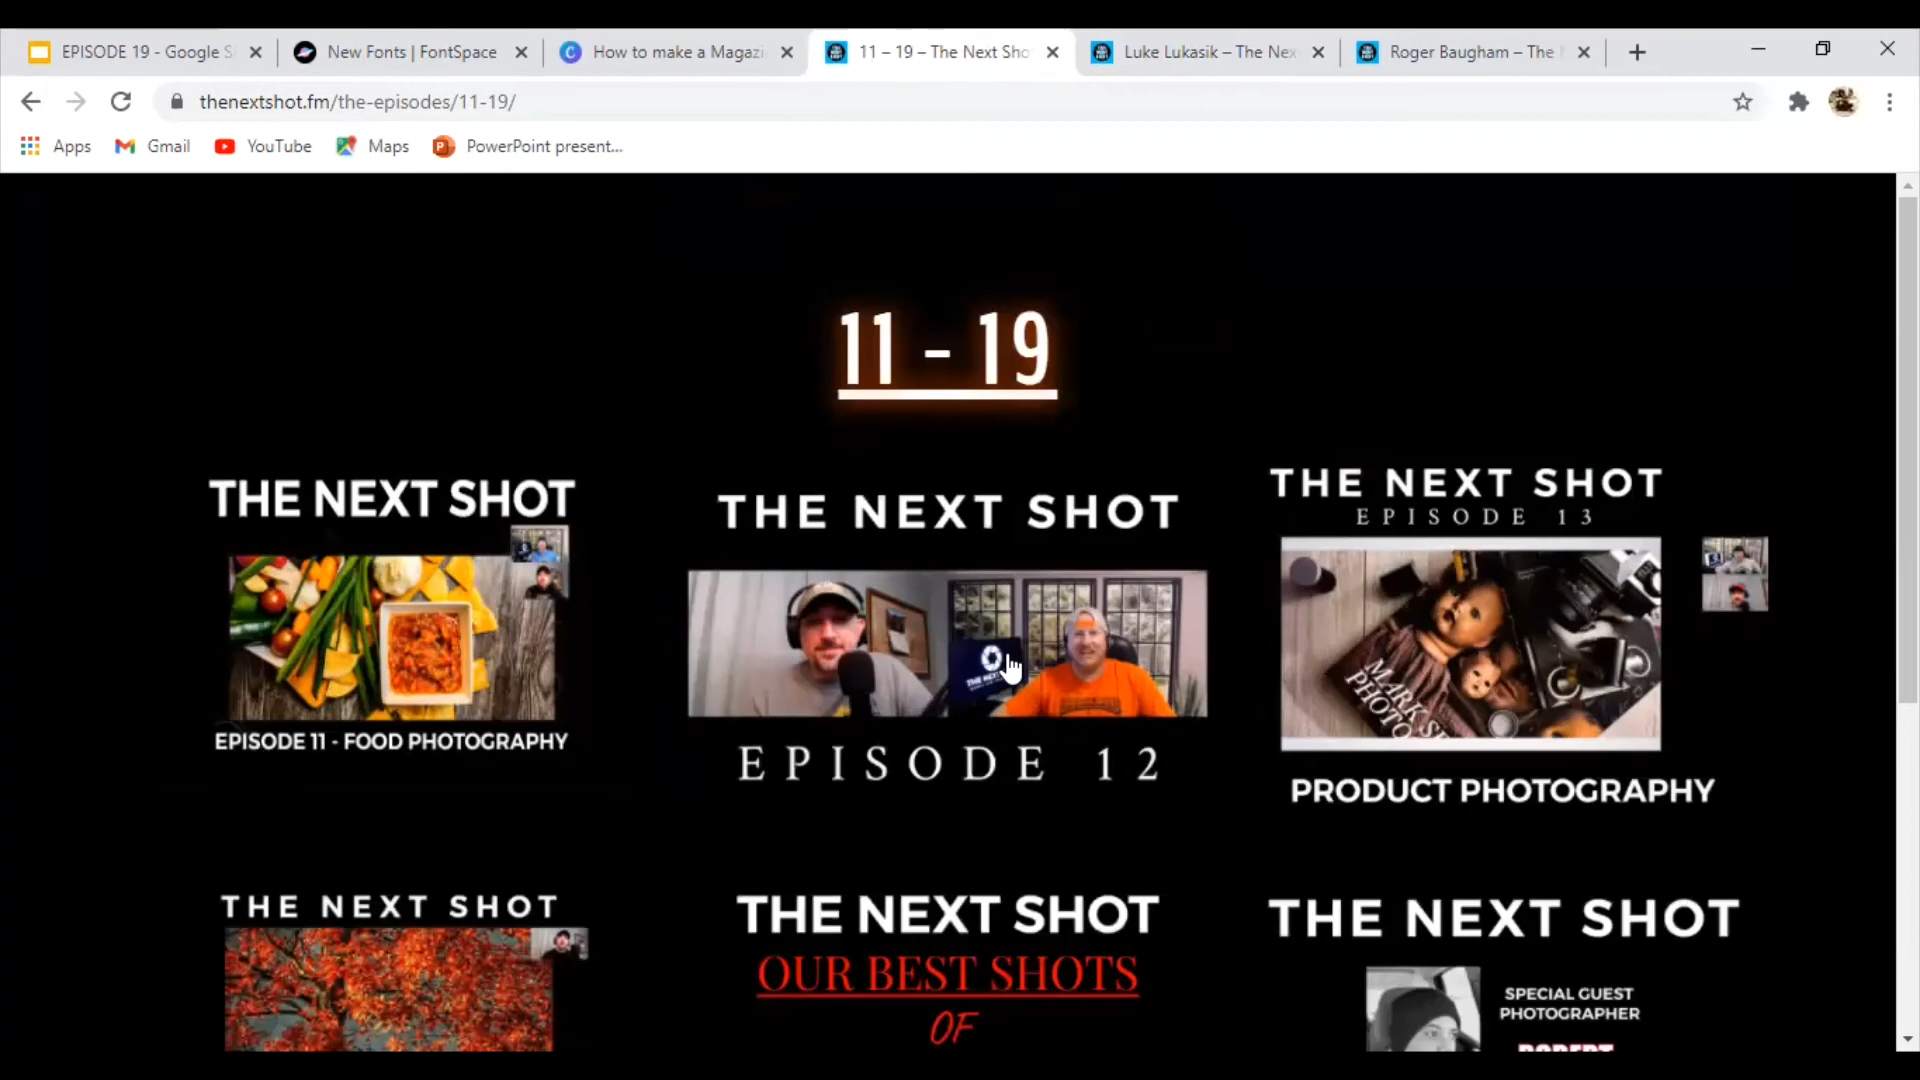 EPISODE 19 - Google S
New Fonts | FontSpace
How to make a Magazi
11 – 19 – The Next Sho
Luke Lukasik – The Nex
Roger Baugham – The
thenextshot.fm/the-episodes/11-19/
Apps
Gmail
YouTube
Maps
PowerPoint present...
11 - 19
THE NEXT SHOT
EPISODE 11 - FOOD PHOTOGRAPHY
THE NEXT SHOT
EPISODE 12
THE NEXT SHOT
EPISODE 13
PRODUCT PHOTOGRAPHY
THE NEXT SHOT
THE NEXT SHOT
OUR BEST SHOTS
OF
THE NEXT SHOT
SPECIAL GUEST
PHOTOGRAPHER